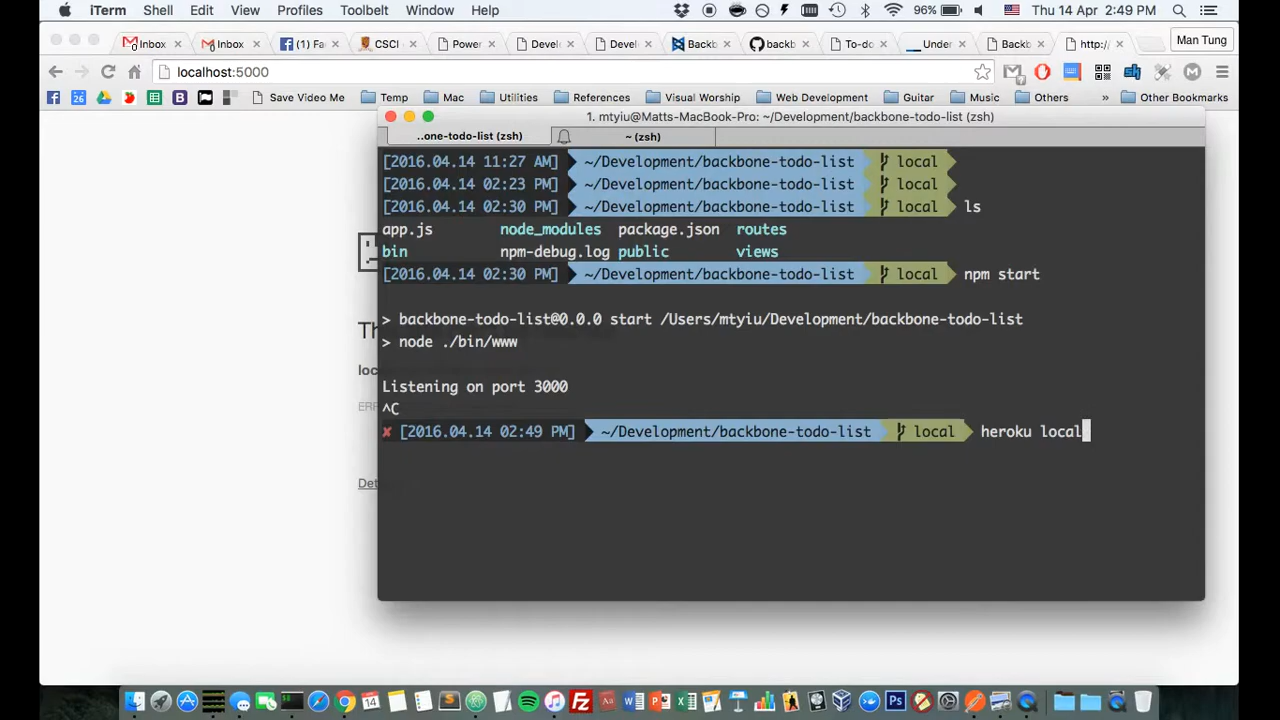 iTerm Shell Edit View Profiles Toolbelt Window Help 96% Thu 14 Apr 2:49 PM
Inbox Inbox (1) Fa CSCI Power Develo Devel Backb backb To-do Under Backb http:/ Man Tung
localhost:5000
Save Video Me Temp Mac Utilities References Visual Worship Web Development Guitar Music Others » Other Bookmarks
1. mtyiu@Matts-MacBook-Pro: ~/Development/backbone-todo-list (zsh)
..one-todo-list (zsh) ~ (zsh)
[2016.04.14 11:27 AM] ~/Development/backbone-todo-list local
[2016.04.14 02:23 PM] ~/Development/backbone-todo-list local
[2016.04.14 02:30 PM] ~/Development/backbone-todo-list local ls
app.js node_modules package.json routes
bin npm-debug.log public views
[2016.04.14 02:30 PM] ~/Development/backbone-todo-list local npm start
> backbone-todo-list@0.0.0 start /Users/mtyiu/Development/backbone-todo-list
> node ./bin/www
Listening on port 3000
^C
✘ [2016.04.14 02:49 PM] ~/Development/backbone-todo-list local heroku local
Th
loc
ERR
Det